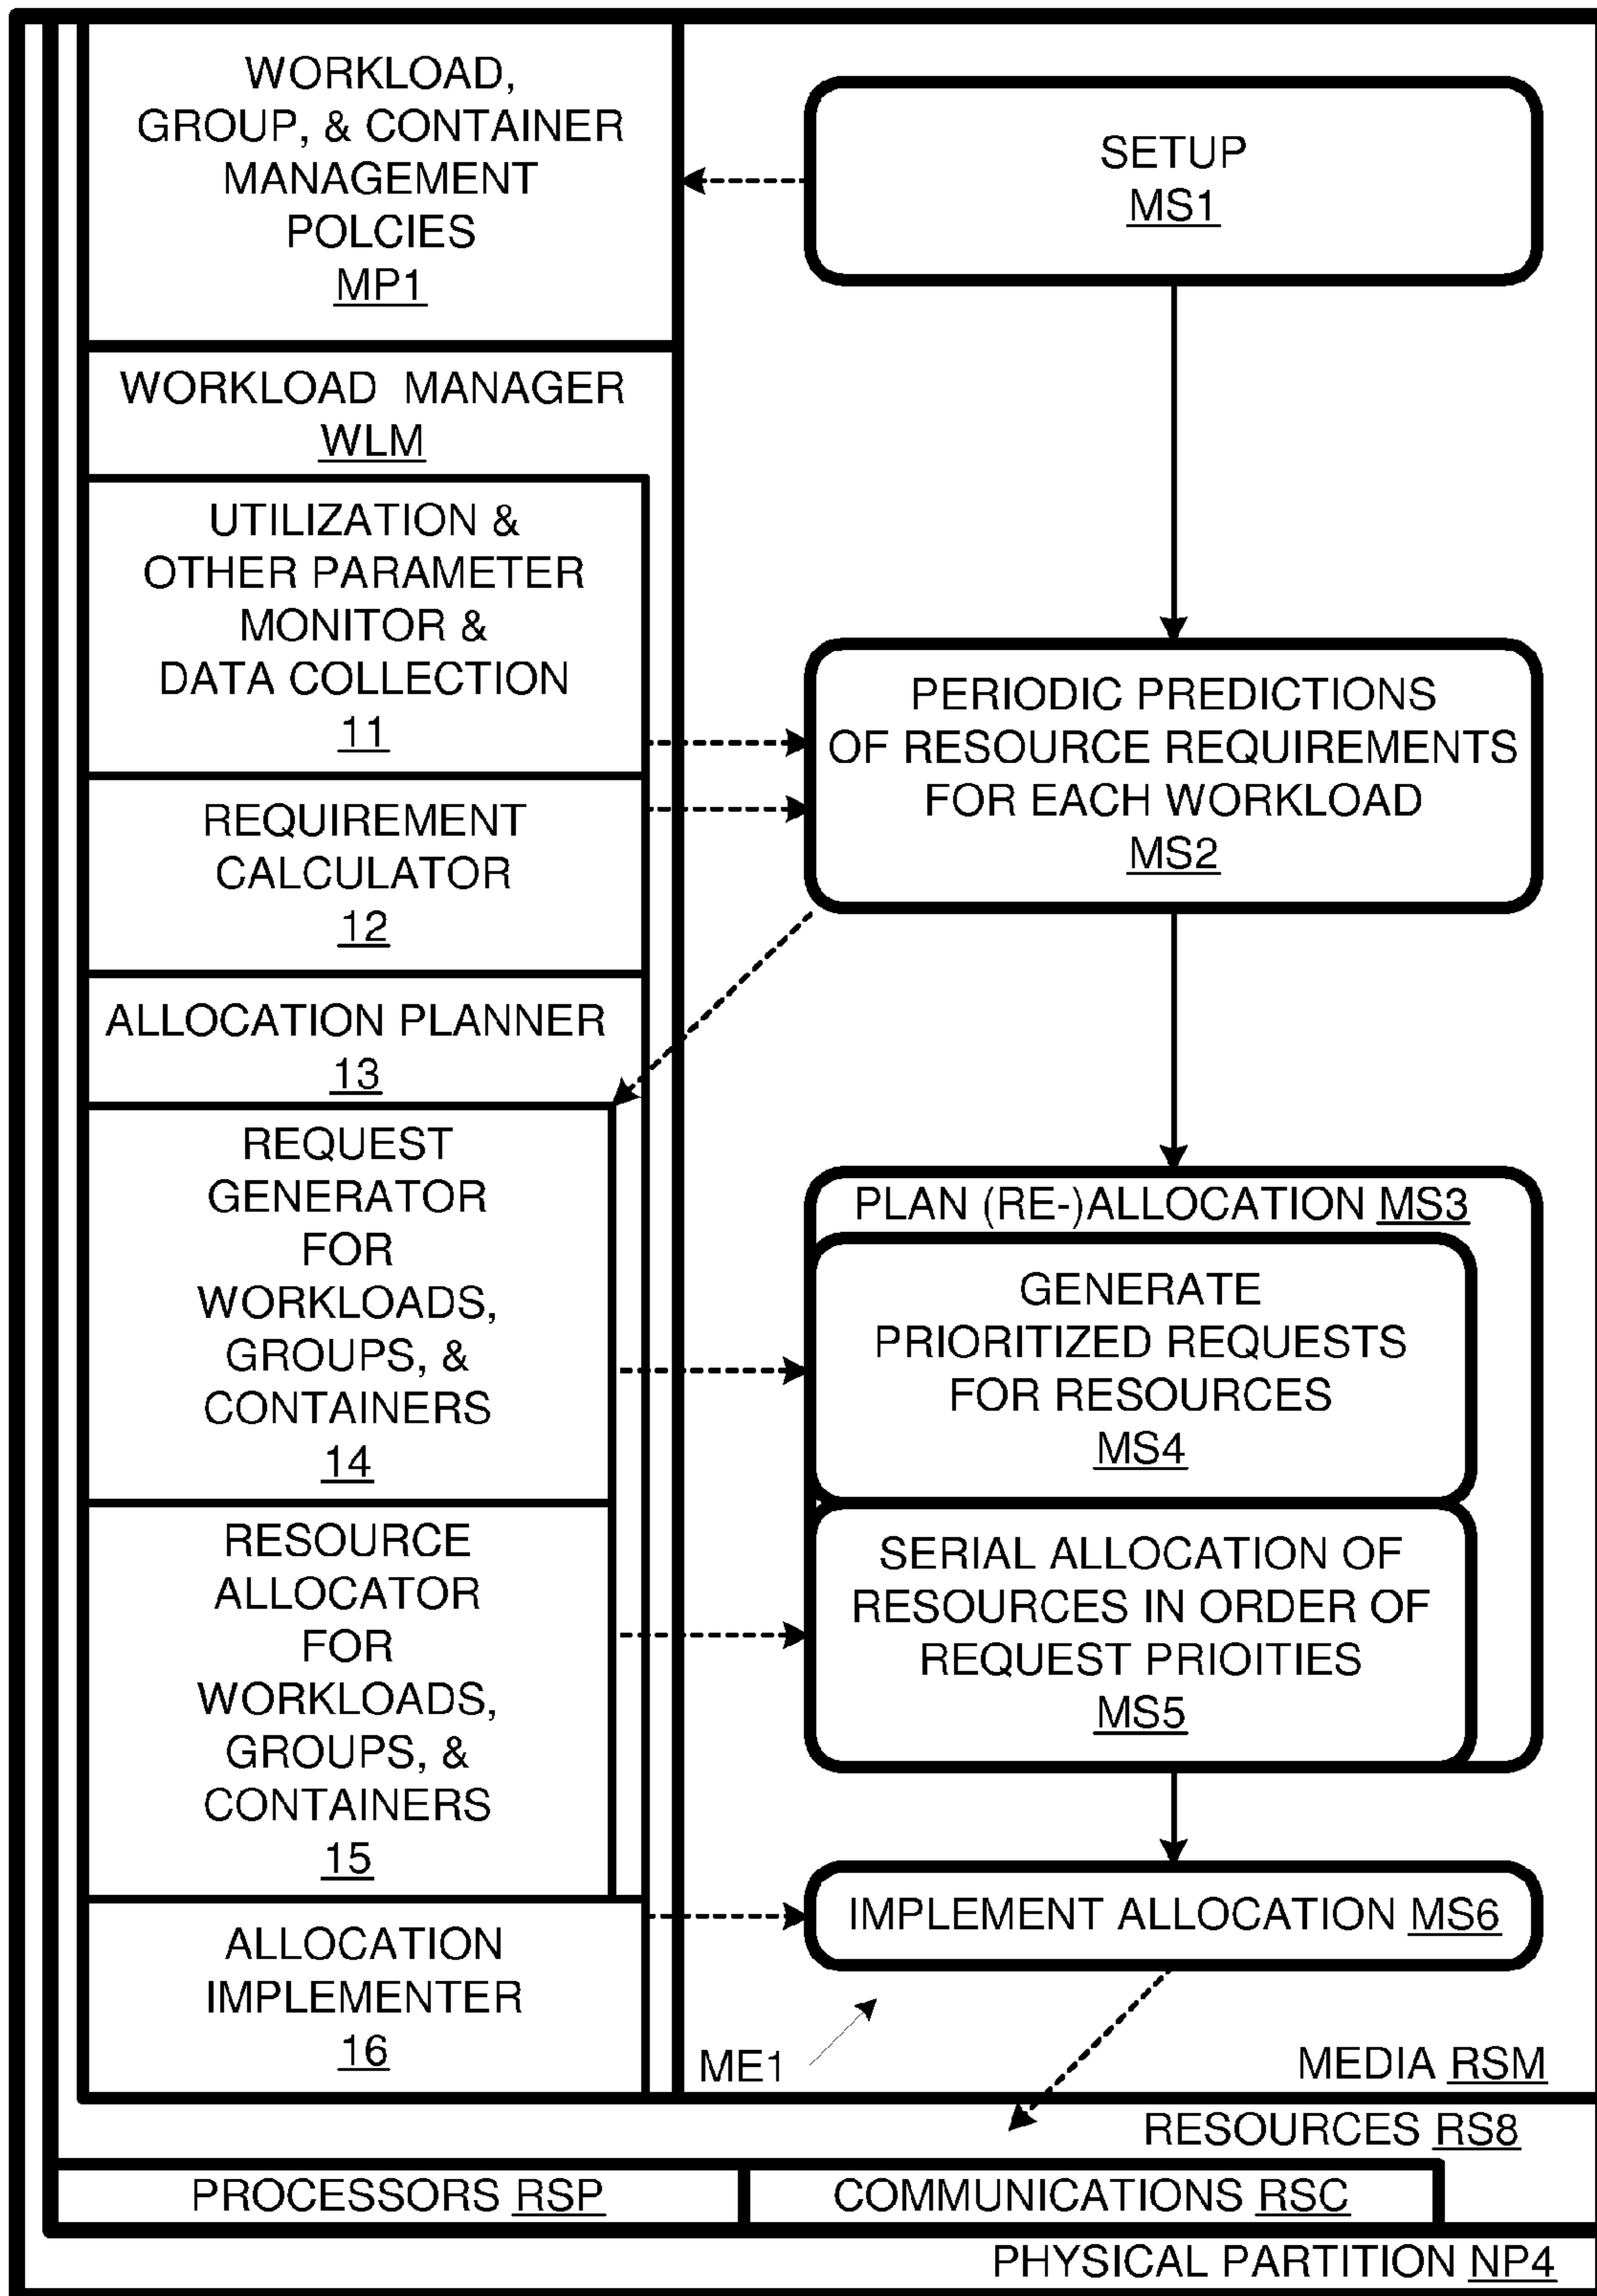 WORKLOAD,
GROUP, & CONTAINER
MANAGEMENT
POLCIES
MP1
WORKLOAD MANAGER
WLM
UTILIZATION &
OTHER PARAMETER
MONITOR &
DATA COLLECTION
11
REQUIREMENT
CALCULATOR
12
ALLOCATION PLANNER
13
REQUEST
GENERATOR
FOR
WORKLOADS,
GROUPS, &
CONTAINERS
14
RESOURCE
ALLOCATOR
FOR
WORKLOADS,
GROUPS, &
CONTAINERS
15
ALLOCATION
IMPLEMENTER
16
SETUP
MS1
PERIODIC PREDICTIONS
OF RESOURCE REQUIREMENTS
FOR EACH WORKLOAD
MS2
PLAN (RE-)ALLOCATION MS3
GENERATE
PRIORITIZED REQUESTS
FOR RESOURCES
MS4
SERIAL ALLOCATION OF
RESOURCES IN ORDER OF
REQUEST PRIOITIES
MS5
IMPLEMENT ALLOCATION MS6
ME1
MEDIA RSM
RESOURCES RS8
PROCESSORS RSP
COMMUNICATIONS RSC
PHYSICAL PARTITION NP4